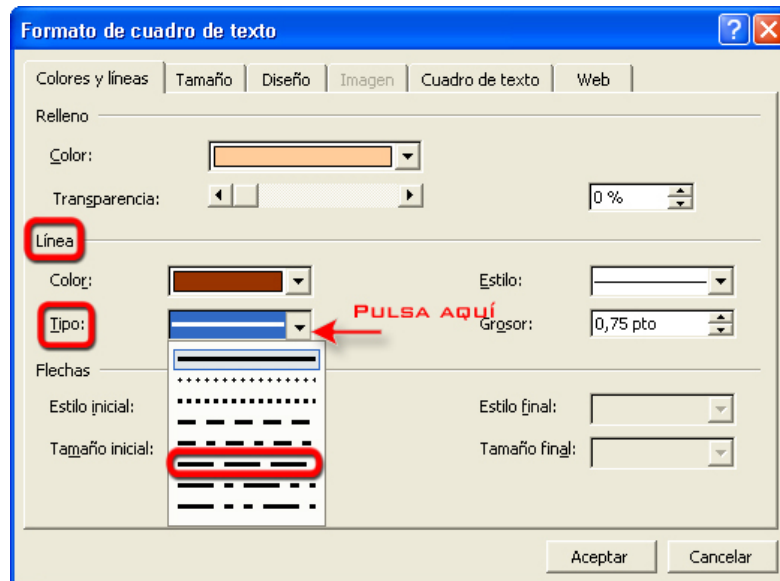 Formato de cuadro de texto
Colores y líneas Tamaño Diseño Imagen Cuadro de texto Web
Relleno
Color:
Transparencia: 0 %
Línea
Color: Estilo:
Tipo: PULSA AQUÍ Grosor: 0,75 pto
Flechas
Estilo inicial: Estilo final:
Tamaño inicial: Tamaño final:
Aceptar Cancelar